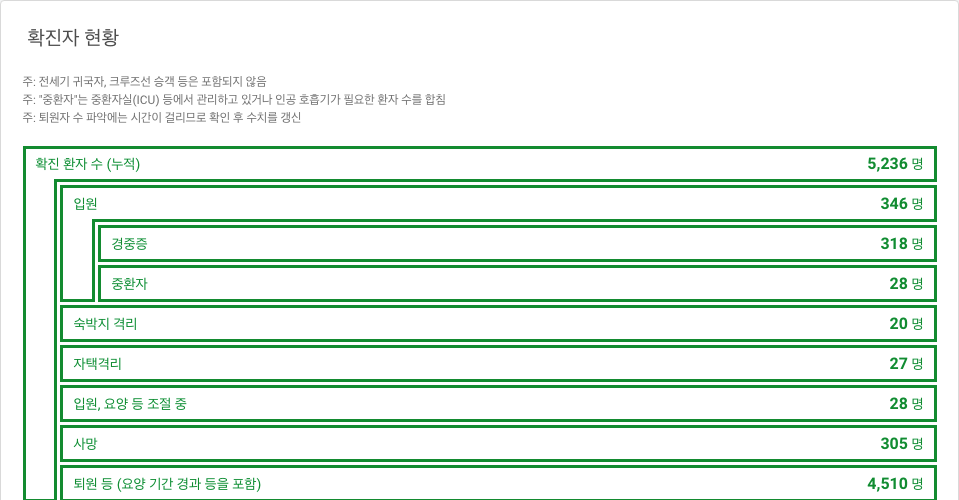 확진자 현황
주: 전세기 귀국자, 크루즈선 승객 등은 포함되지 않음
주: "중환자"는 중환자실(ICU) 등에서 관리하고 있거나 인공 호흡기가 필요한 환자 수를 합침
주: 퇴원자 수 파악에는 시간이 걸리므로 확인 후 수치를 갱신
확진 환자 수 (누적) 5,236 명
입원 346 명
경중증 318 명
중환자 28 명
숙박지 격리 20 명
자택격리 27 명
입원, 요양 등 조절 중 28 명
사망 305 명
퇴원 등 (요양 기간 경과 등을 포함) 4,510 명